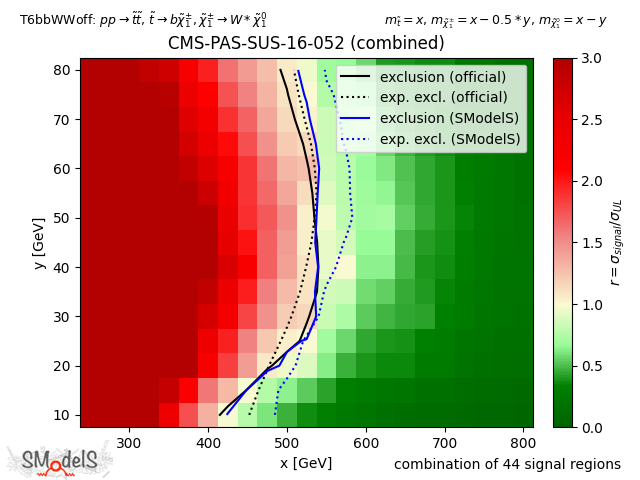 T6bbWWoff: pp → t̃t̃, t̃ → bχ̃₁±, χ̃₁± → W*χ̃₁⁰
m_t̃ = x, m_χ̃₁± = x − 0.5*y, m_χ̃₁⁰ = x − y
CMS-PAS-SUS-16-052 (combined)
exclusion (official)
exp. excl. (official)
exclusion (SModelS)
exp. excl. (SModelS)
80
70
60
50
40
30
20
10
y [GeV]
300 400 500 600 700 800
x [GeV]
3.0
2.5
2.0
1.5
1.0
0.5
0.0
r = σ_signal/σ_UL
SModelS
combination of 44 signal regions